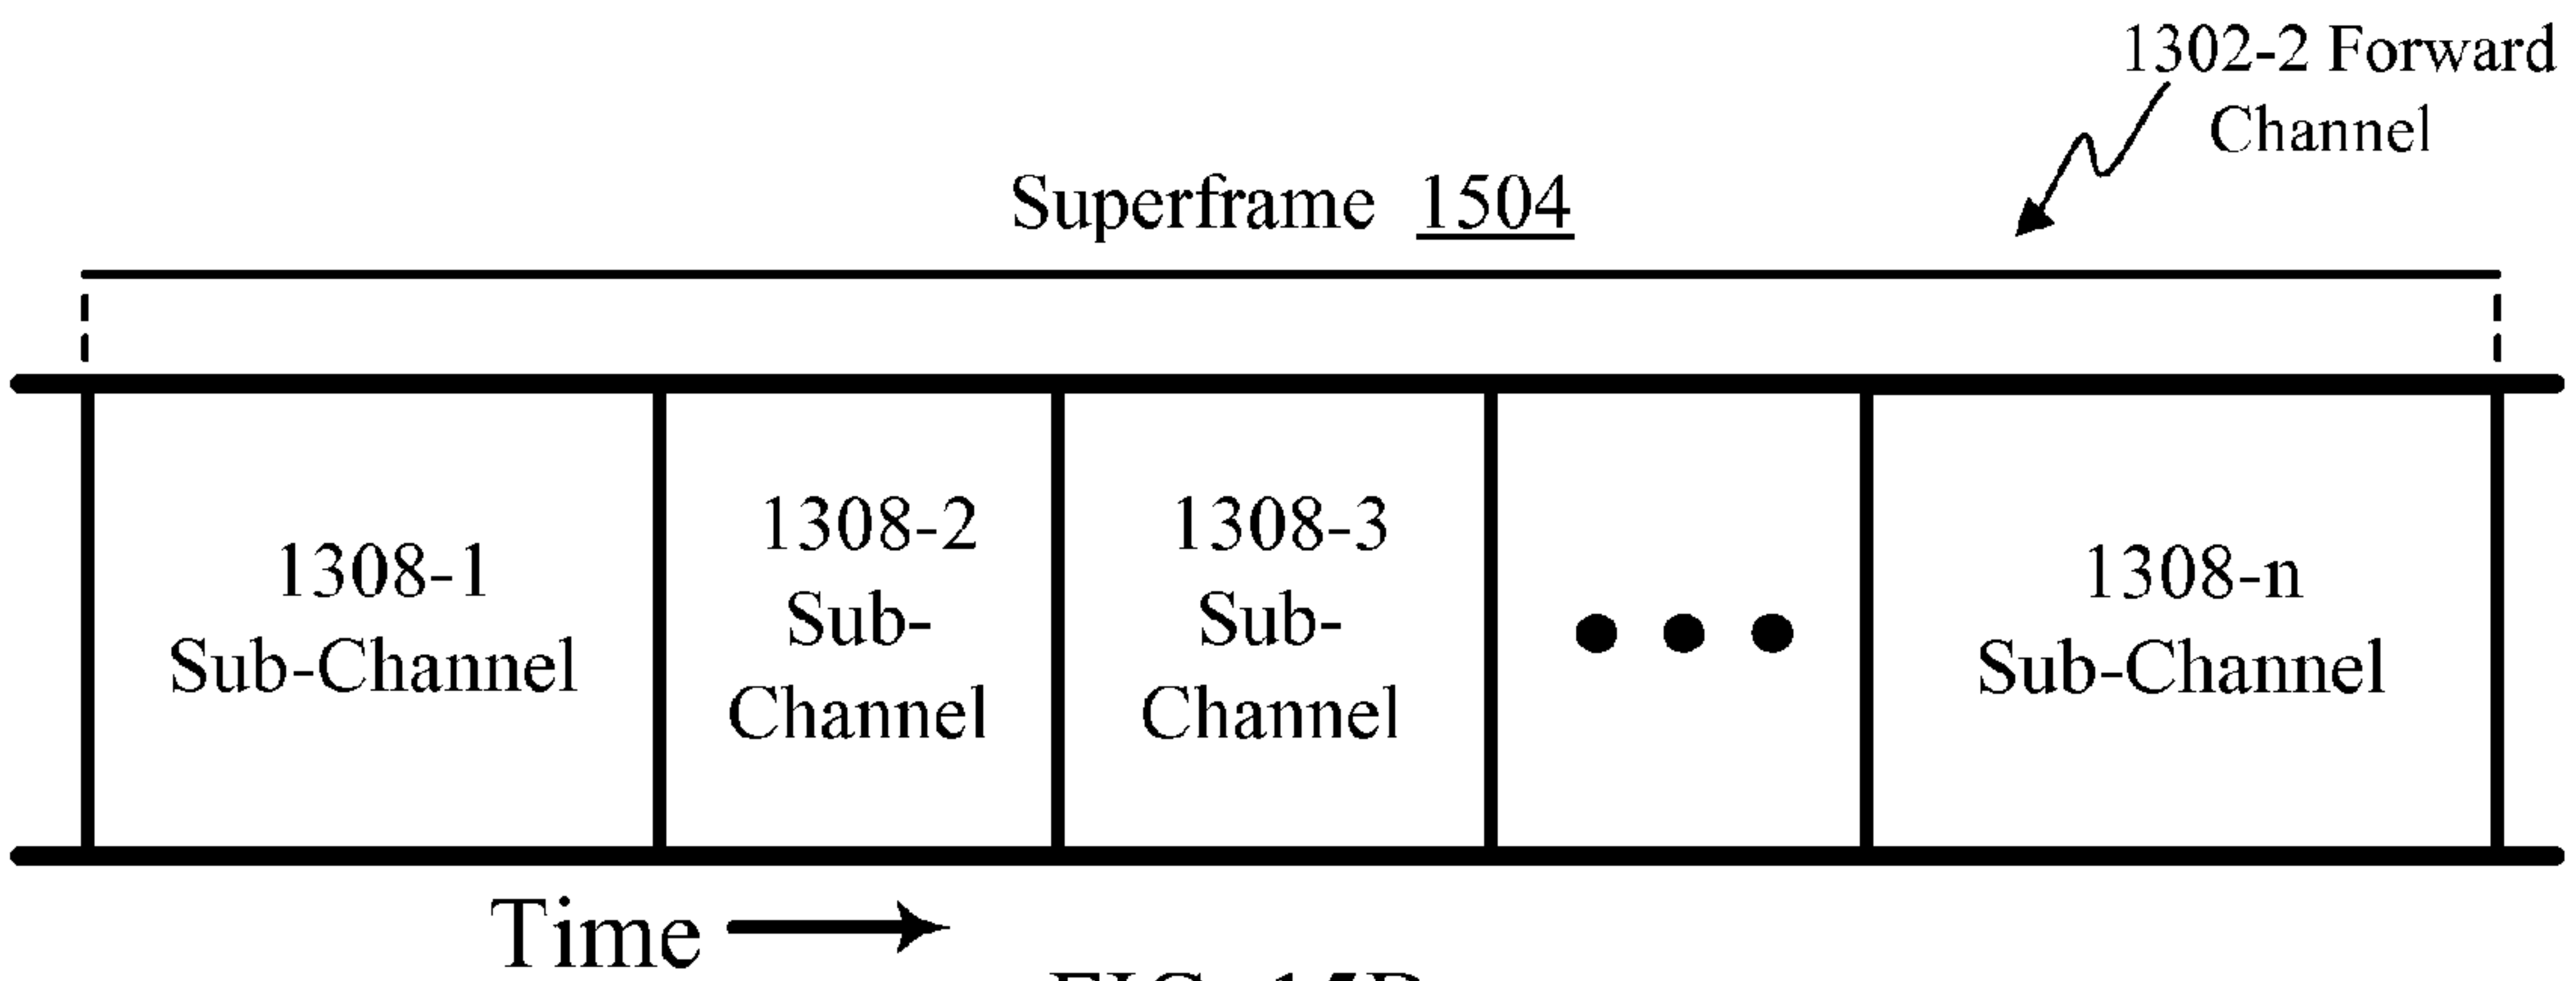 1302-2 Forward
Channel
Superframe 1504
1308-1
Sub-Channel
1308-2
Sub-
Channel
1308-3
Sub-
Channel
1308-n
Sub-Channel
Time